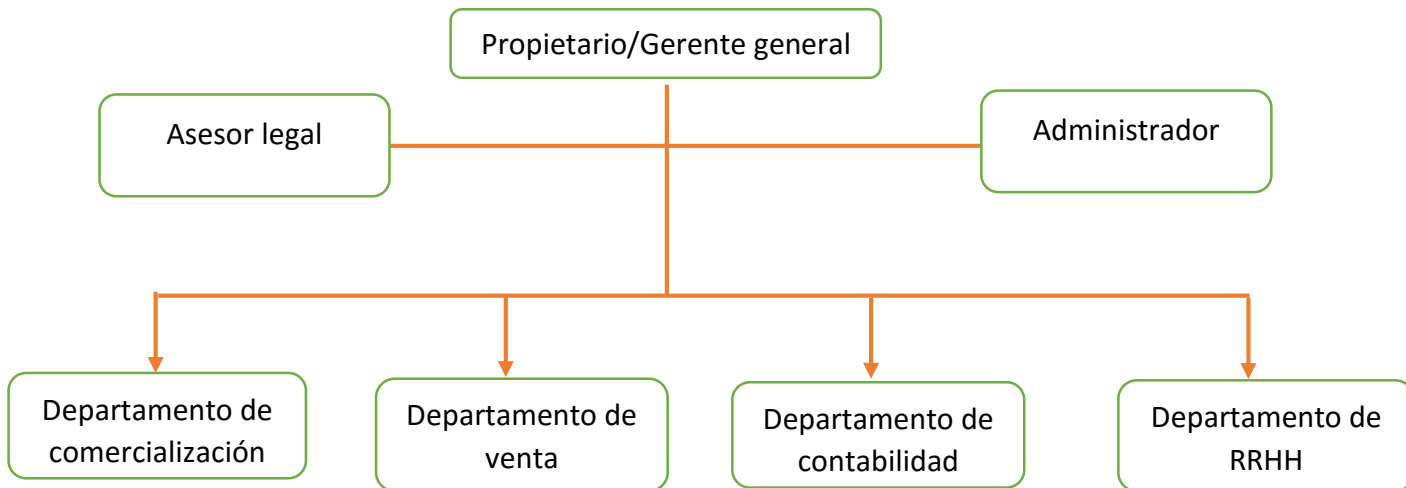 Propietario/Gerente general
Asesor legal
Administrador
Departamento de
comercialización
Departamento de
venta
Departamento de
contabilidad
Departamento de
RRHH